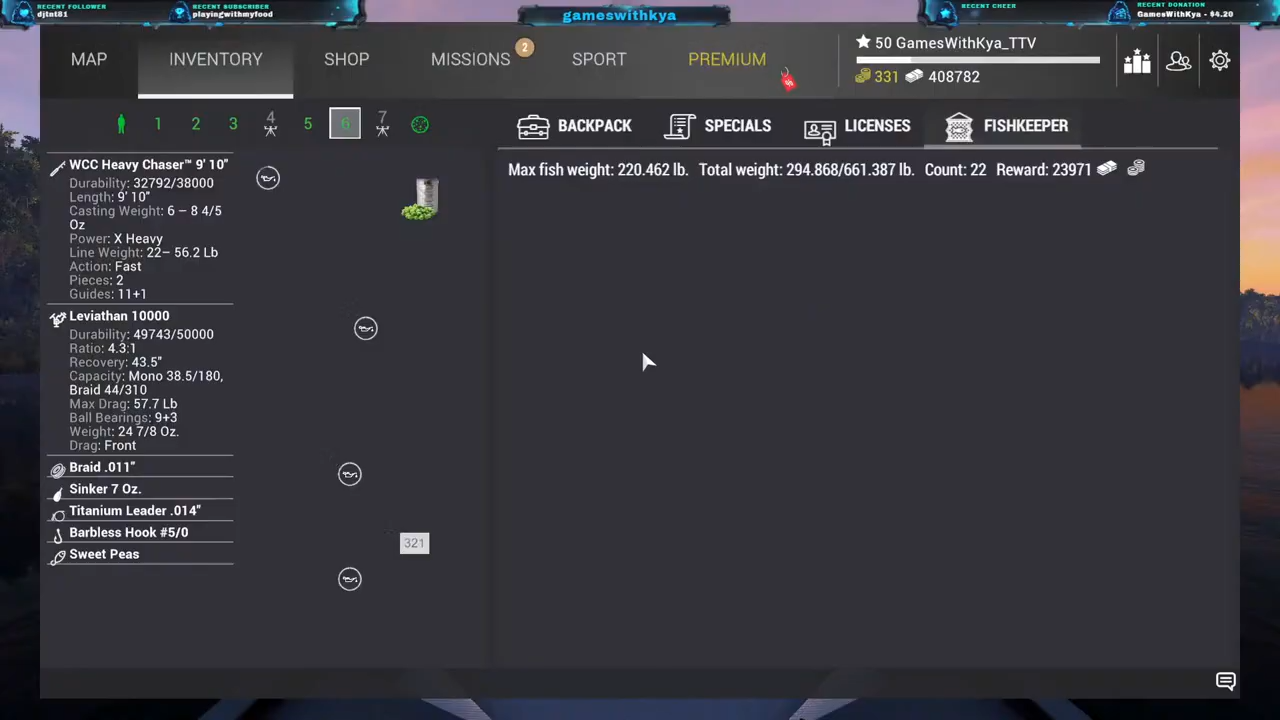 RECENT FOLLOWER
djtnt81
RECENT SUBSCRIBER
playingwithmyfood
gameswithkya
RECENT CHEER
RECENT DONATION
GamesWithKya - $4.20
MAP
INVENTORY
SHOP
MISSIONS
2
SPORT
PREMIUM
50 GamesWithKya_TTV
331
408782
1
2
3
4
5
6
7
BACKPACK
SPECIALS
LICENSES
FISHKEEPER
Max fish weight: 220.462 lb. Total weight: 294.868/661.387 lb. Count: 22 Reward: 23971
WCC Heavy Chaser™ 9' 10"
Durability: 32792/38000
Length: 9' 10"
Casting Weight: 6 – 8 4/5
Oz
Power: X Heavy
Line Weight: 22– 56.2 Lb
Action: Fast
Pieces: 2
Guides: 11+1
Leviathan 10000
Durability: 49743/50000
Ratio: 4.3:1
Recovery: 43.5"
Capacity: Mono 38.5/180,
Braid 44/310
Max Drag: 57.7 Lb
Ball Bearings: 9+3
Weight: 24 7/8 Oz.
Drag: Front
Braid .011"
Sinker 7 Oz.
Titanium Leader .014"
Barbless Hook #5/0
Sweet Peas
321